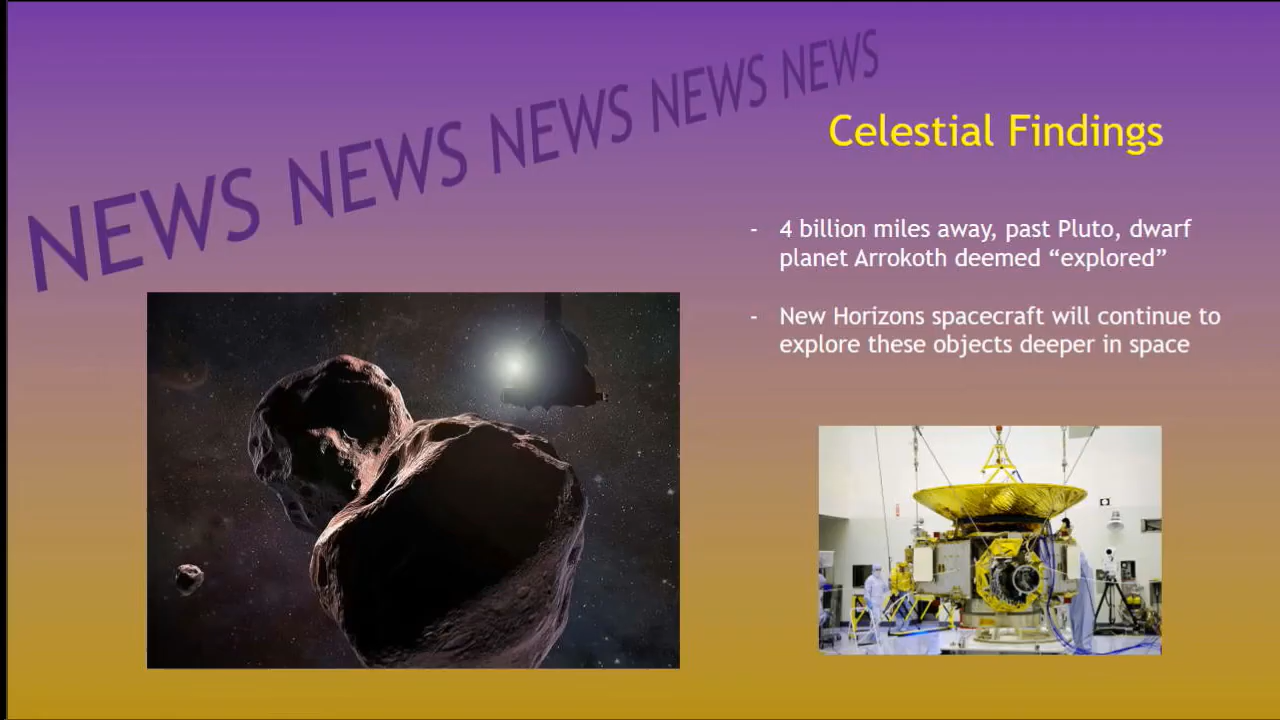 NEWS NEWS NEWS NEWS NEWS
Celestial Findings
- 4 billion miles away, past Pluto, dwarf
planet Arrokoth deemed “explored”
- New Horizons spacecraft will continue to
explore these objects deeper in space